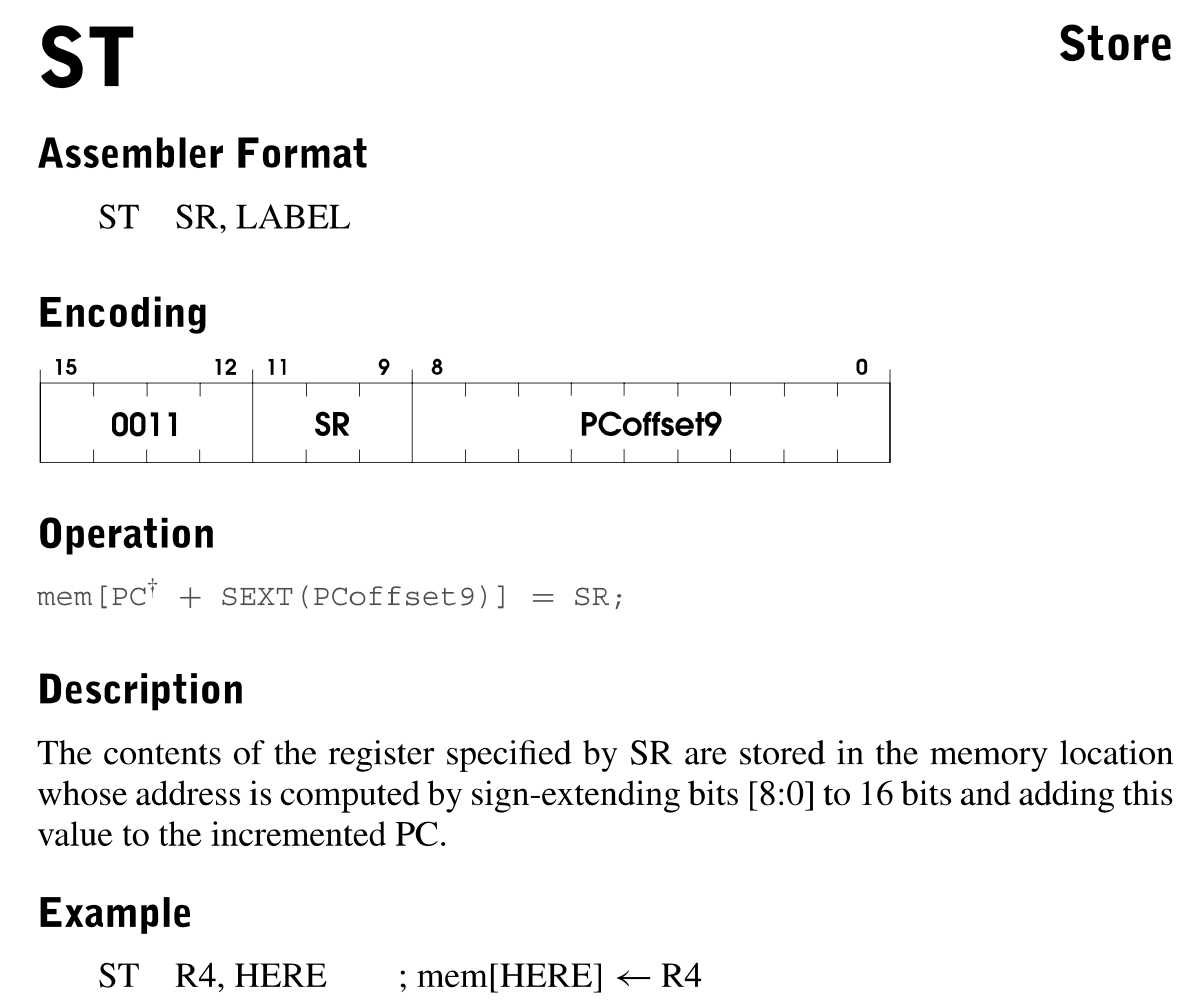 ST Store
Assembler Format
ST SR, LABEL
Encoding
15 12 11 9 8 0
0011 SR PCoffset9
Operation
mem[PC† + SEXT(PCoffset9)] = SR;
Description
The contents of the register specified by SR are stored in the memory location
whose address is computed by sign-extending bits [8:0] to 16 bits and adding this
value to the incremented PC.
Example
ST R4, HERE ; mem[HERE] ← R4